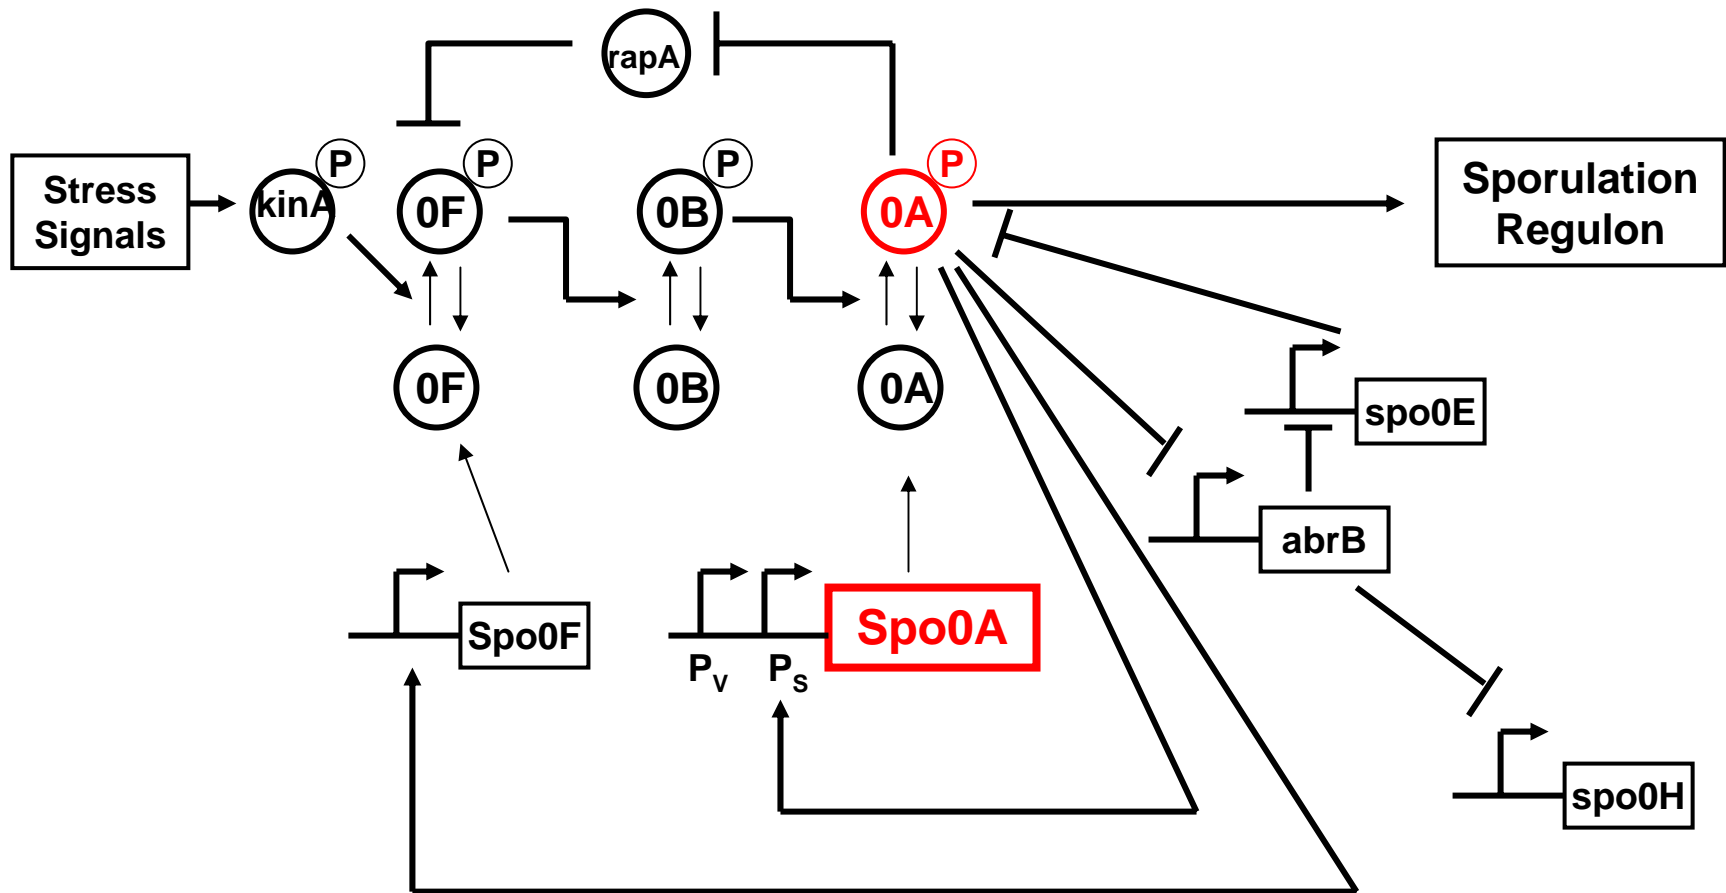 rapA
P
P
P
P
Stress
Signals
kinA
0F
0B
0A
Sporulation
Regulon
0F
0B
0A
spo0E
abrB
Spo0F
Spo0A
PV
PS
spo0H